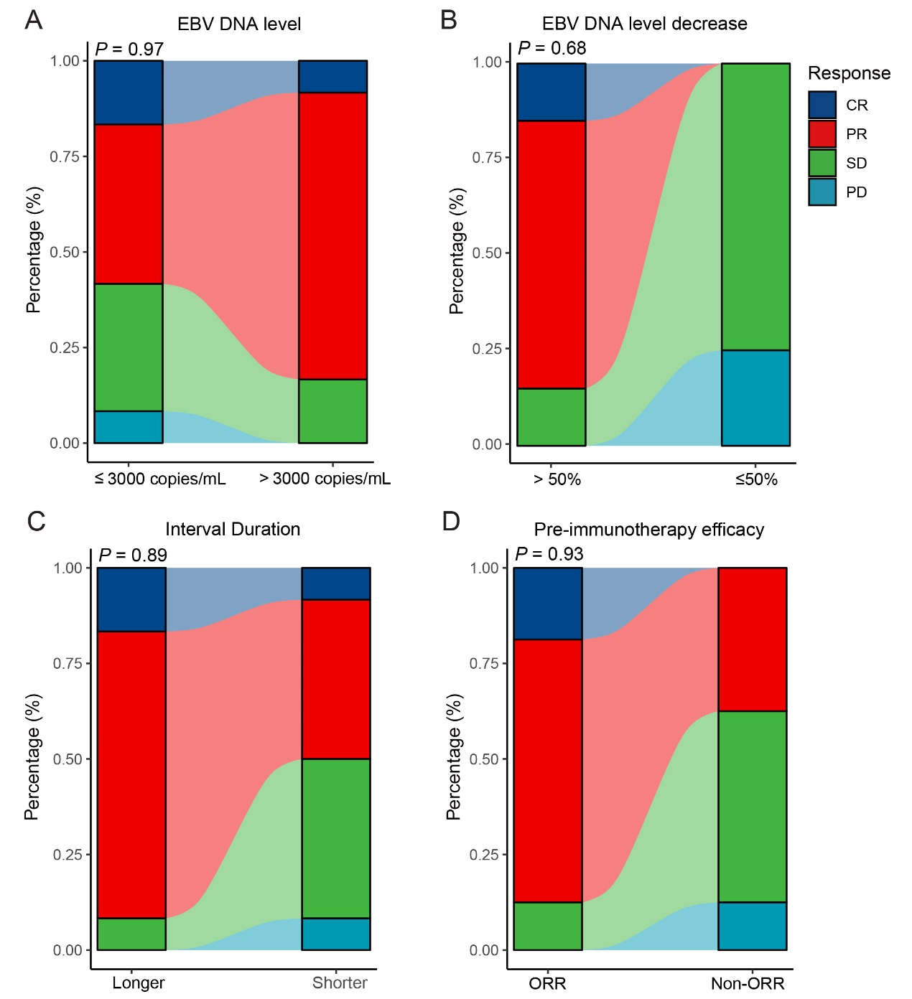 A
EBV DNA level
P = 0.97
1.00
0.75
0.50
0.25
0.00
Percentage (%)
≤ 3000 copies/mL
> 3000 copies/mL
B
EBV DNA level decrease
P = 0.68
1.00
0.75
0.50
0.25
0.00
Percentage (%)
> 50%
≤50%
Response
CR
PR
SD
PD
C
Interval Duration
P = 0.89
1.00
0.75
0.50
0.25
0.00
Percentage (%)
Longer
Shorter
D
Pre-immunotherapy efficacy
P = 0.93
1.00
0.75
0.50
0.25
0.00
Percentage (%)
ORR
Non-ORR